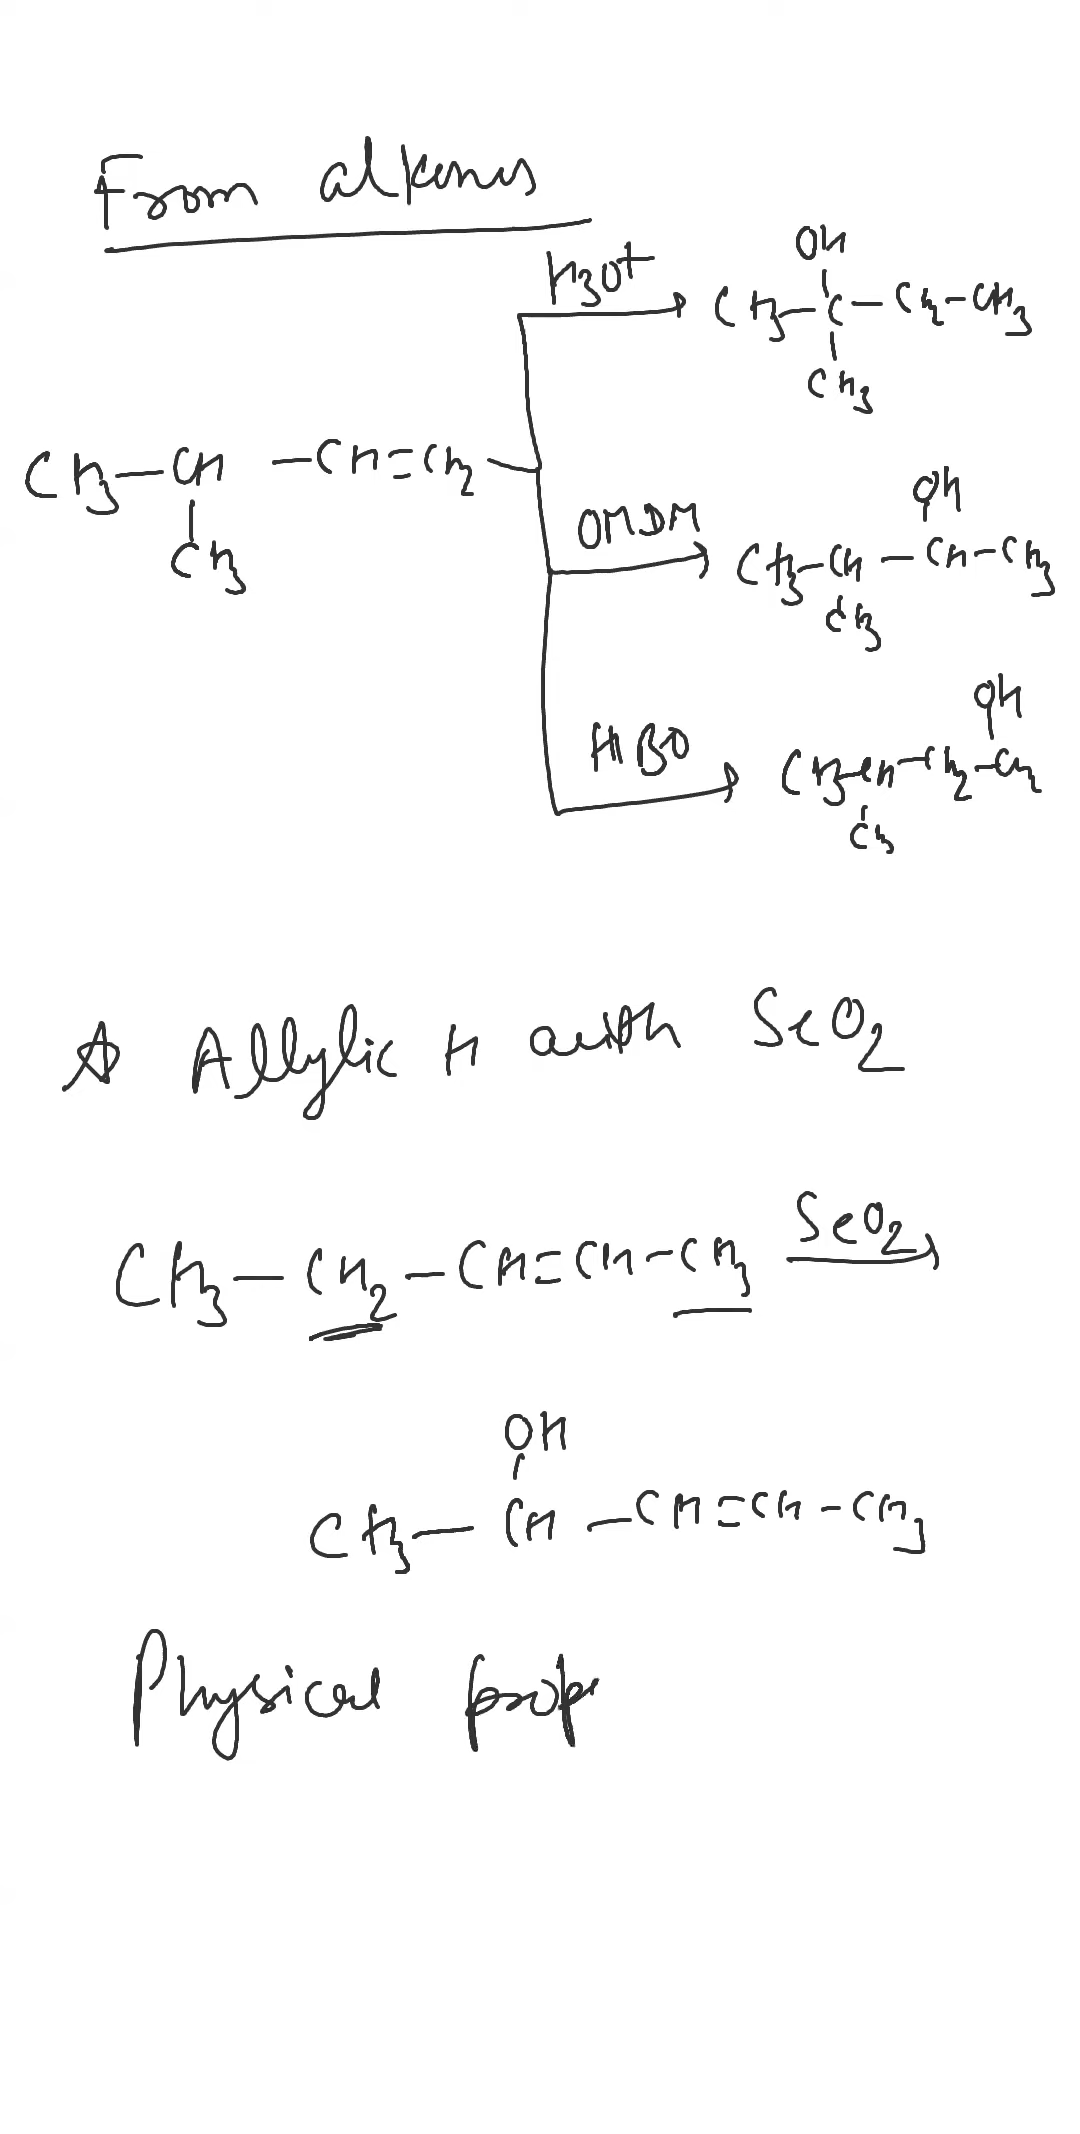 From alkenes
H3O+
OH
CH3-C-CH2-CH3
CH3
CH3-CH-CH=CH2
CH3
OMDM
OH
CH3-CH-CH-CH3
CH3
HBO
OH
CH3-CH-CH2-CH2
CH3
☆ Allylic H with SeO2
CH3-CH2-CH=CH-CH3 SeO2
OH
CH3-CH-CH=CH-CH3
Physical prop